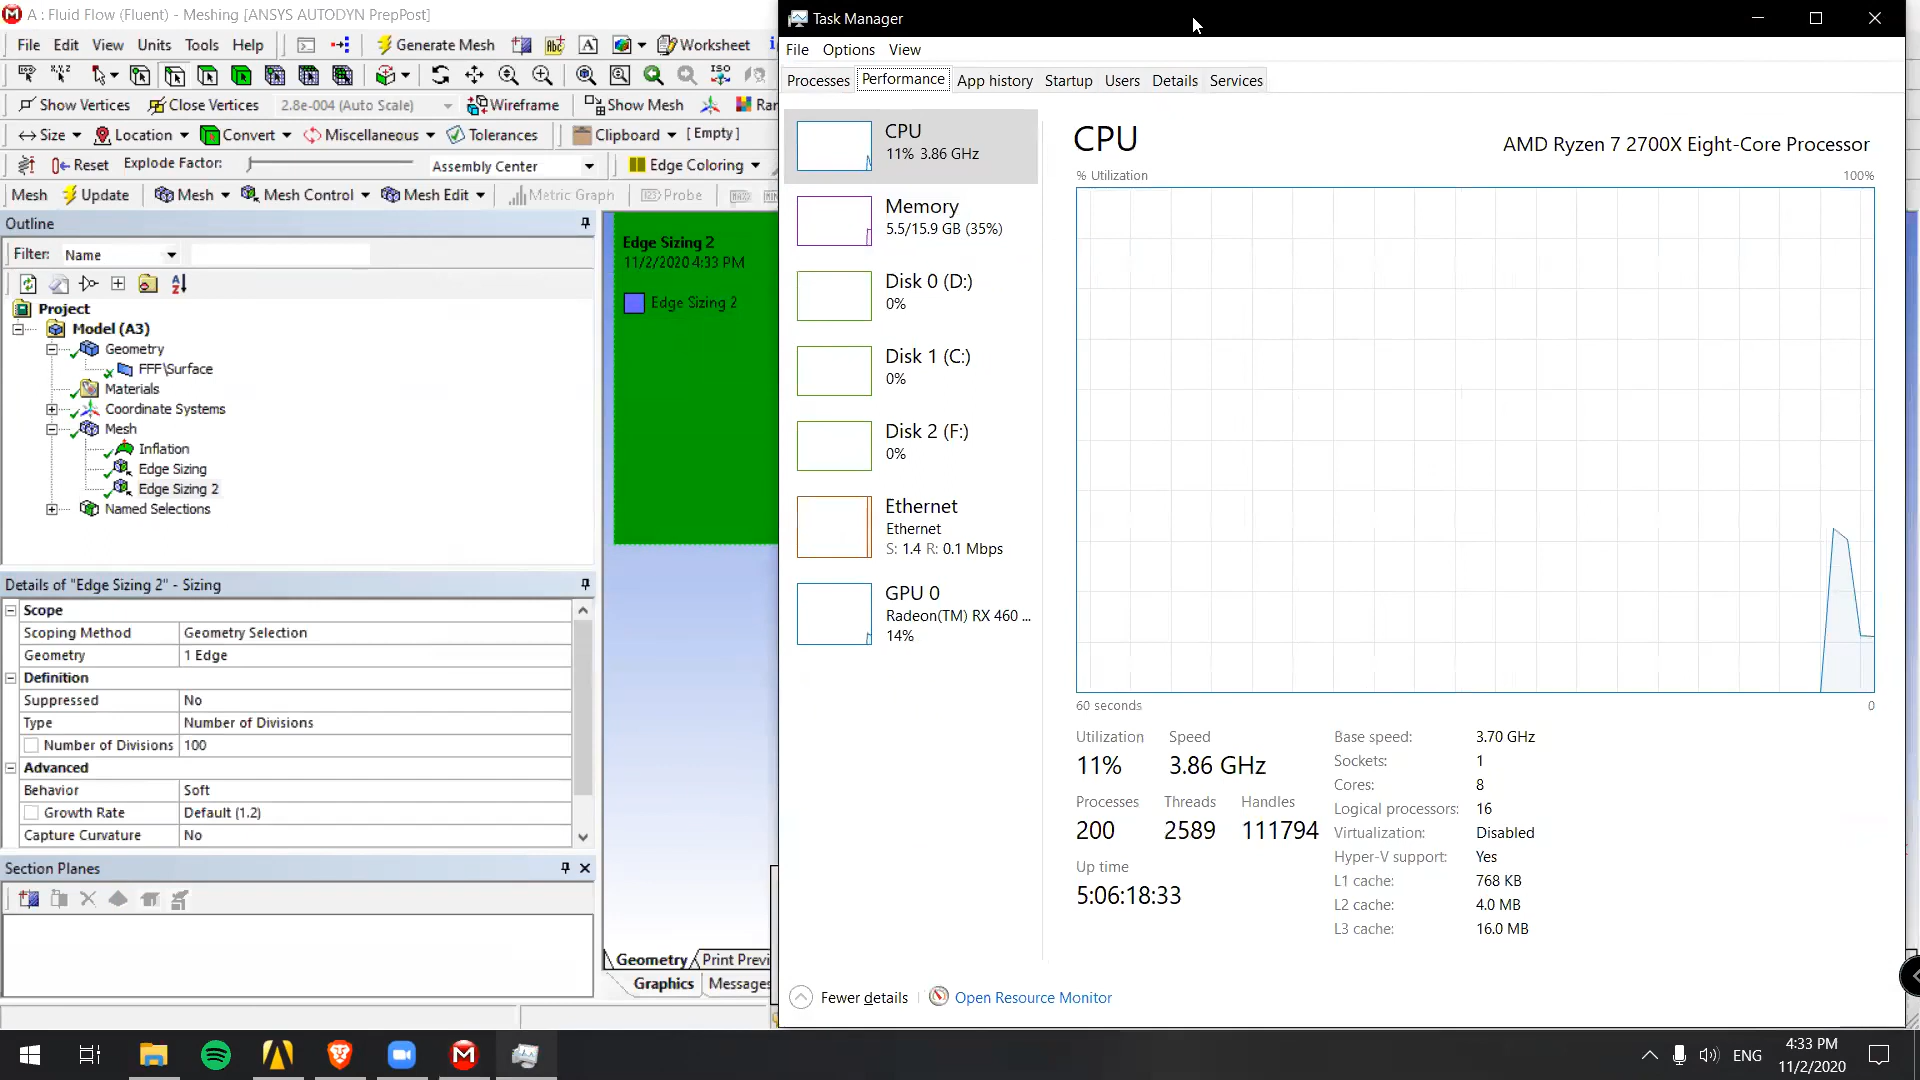 A : Fluid Flow (Fluent) - Meshing [ANSYS AUTODYN PrepPost]
File Edit View Units Tools Help
Generate Mesh
Worksheet
Show Vertices Close Vertices 2.8e-004 (Auto Scale) Wireframe Show Mesh
Size Location Convert Miscellaneous Tolerances Clipboard [ Empty ]
Reset Explode Factor: Assembly Center Edge Coloring
Mesh Update Mesh Mesh Control Mesh Edit Metric Graph Probe
Outline
Filter: Name
Project
Model (A3)
Geometry
FFF\Surface
Materials
Coordinate Systems
Mesh
Inflation
Edge Sizing
Edge Sizing 2
Named Selections
Details of "Edge Sizing 2" - Sizing
Scope
Scoping Method Geometry Selection
Geometry 1 Edge
Definition
Suppressed No
Type Number of Divisions
Number of Divisions 100
Advanced
Behavior Soft
Growth Rate Default (1.2)
Capture Curvature No
Section Planes
Edge Sizing 2
11/2/2020 4:33 PM
Edge Sizing 2
Geometry Print Previ
Graphics Messages
Task Manager
File Options View
Processes Performance App history Startup Users Details Services
CPU
11% 3.86 GHz
Memory
5.5/15.9 GB (35%)
Disk 0 (D:)
0%
Disk 1 (C:)
0%
Disk 2 (F:)
0%
Ethernet
Ethernet
S: 1.4 R: 0.1 Mbps
GPU 0
Radeon(TM) RX 460 ...
14%
CPU
AMD Ryzen 7 2700X Eight-Core Processor
% Utilization 100%
60 seconds 0
Utilization Speed
11% 3.86 GHz
Processes Threads Handles
200 2589 111794
Up time
5:06:18:33
Base speed: 3.70 GHz
Sockets: 1
Cores: 8
Logical processors: 16
Virtualization: Disabled
Hyper-V support: Yes
L1 cache: 768 KB
L2 cache: 4.0 MB
L3 cache: 16.0 MB
Fewer details Open Resource Monitor
ENG
4:33 PM
11/2/2020